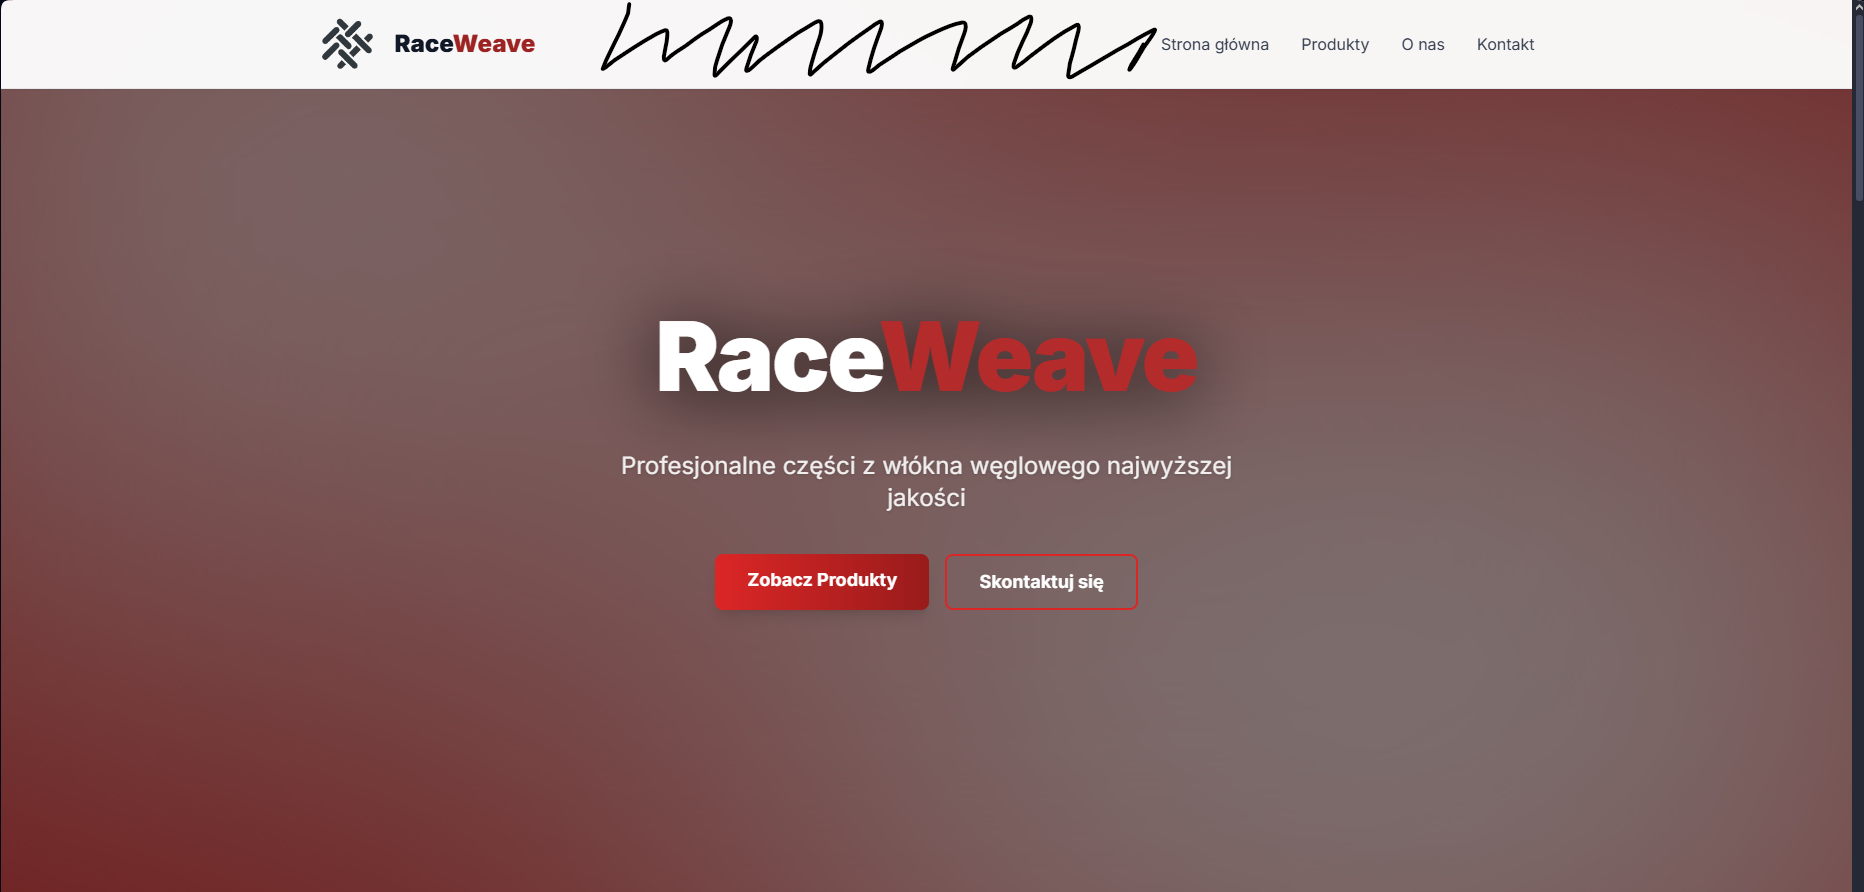 RaceWeave
Strona główna Produkty O nas Kontakt
RaceWeave
Profesjonalne części z włókna węglowego najwyższej
jakości
Zobacz Produkty Skontaktuj się